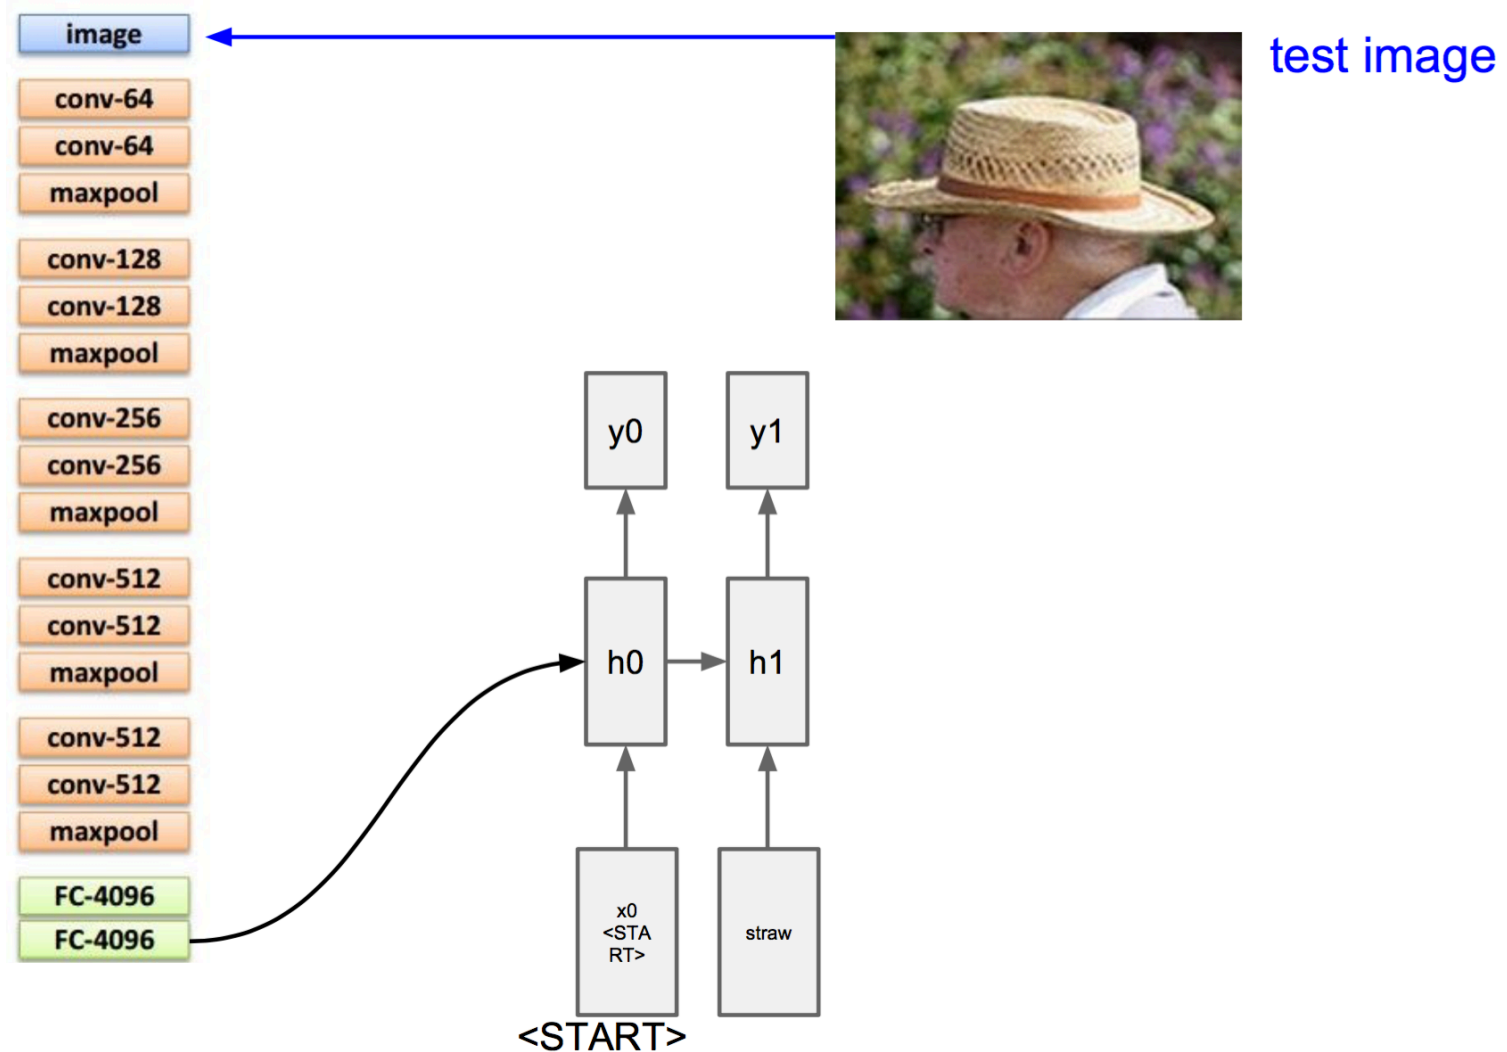 image
test image
conv-64
conv-64
maxpool
conv-128
conv-128
maxpool
conv-256
conv-256
maxpool
conv-512
conv-512
maxpool
conv-512
conv-512
maxpool
FC-4096
FC-4096
y0
y1
h0
h1
x0
<STA
RT>
straw
<START>